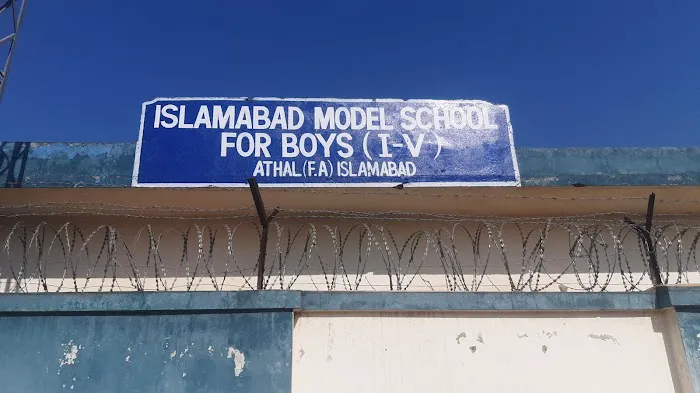 ISLAMABAD MODEL SCHOOL
FOR BOYS (I-V)
ATHAL (F.A) ISLAMABAD